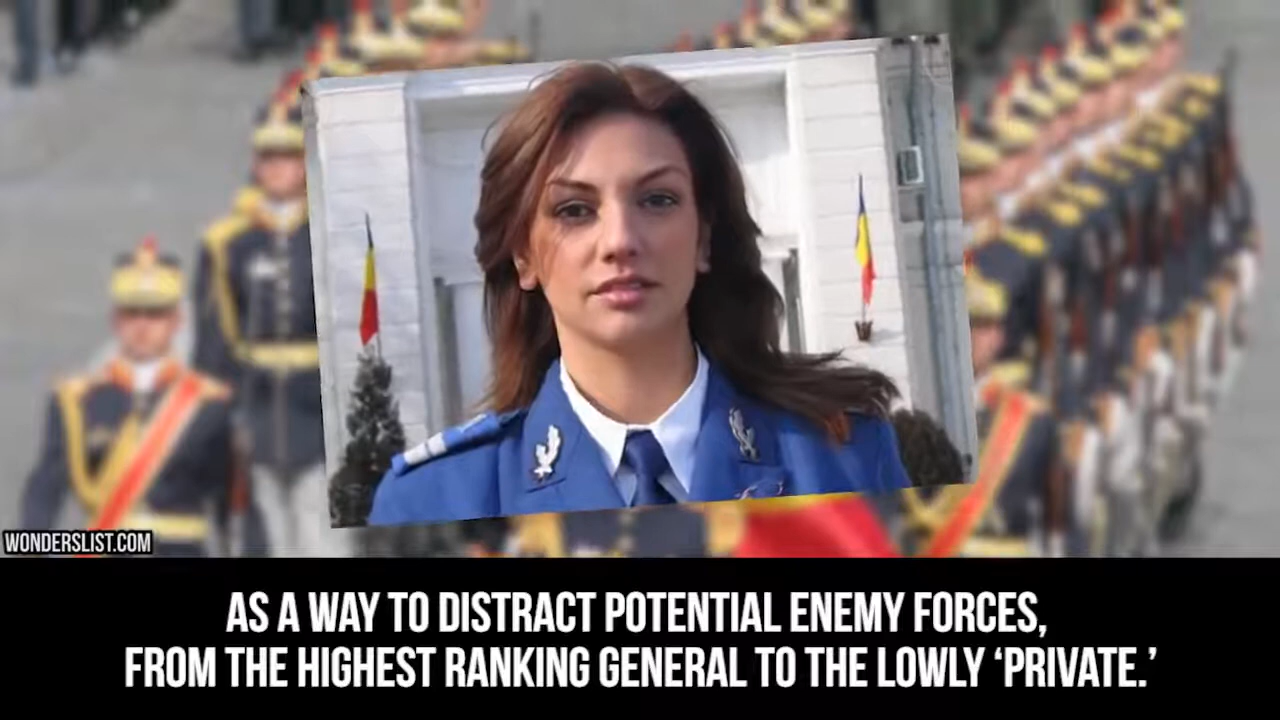 WONDERSLIST.COM
AS A WAY TO DISTRACT POTENTIAL ENEMY FORCES,
FROM THE HIGHEST RANKING GENERAL TO THE LOWLY ‘PRIVATE.’